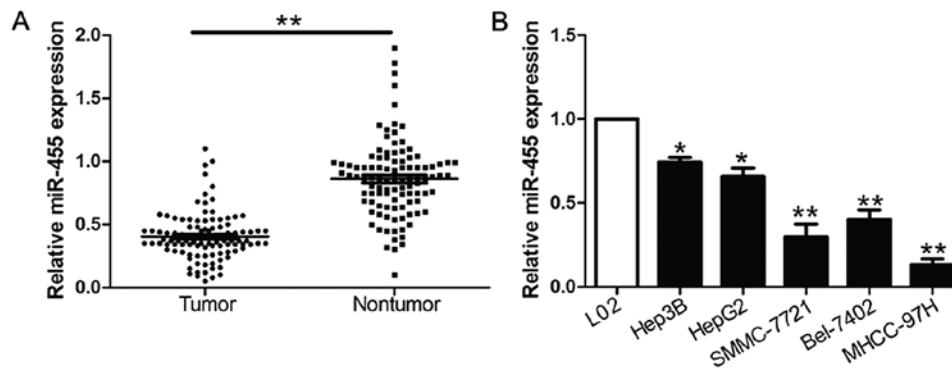 A
Relative miR-455 expression
2.0
1.5
1.0
0.5
0.0
**
Tumor
Nontumor
B
Relative miR-455 expression
1.5
1.0
0.5
0.0
*
*
**
**
**
L02
Hep3B
HepG2
SMMC-7721
Bel-7402
MHCC-97H